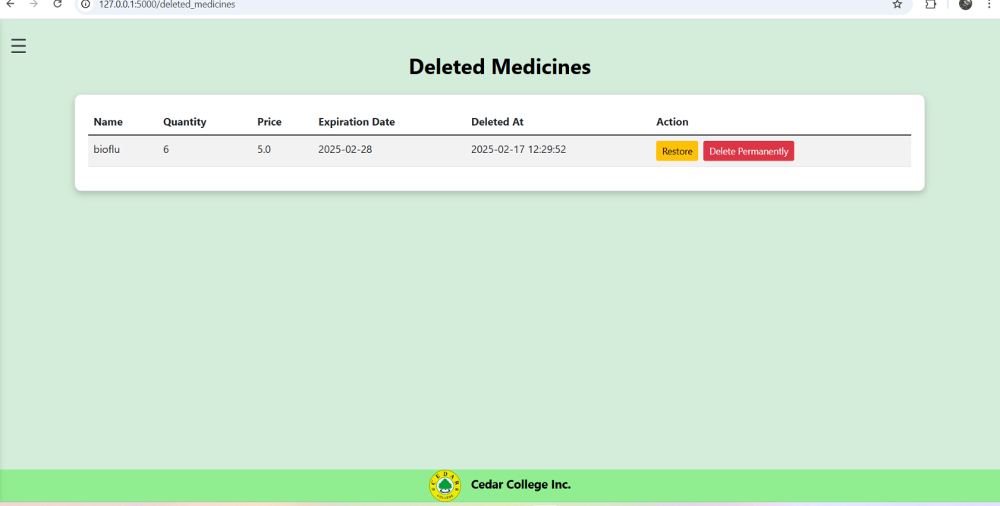 127.0.0.1:5000/deleted_medicines
☰
Deleted Medicines
Name Quantity Price Expiration Date Deleted At Action
bioflu 6 5.0 2025-02-28 2025-02-17 12:29:52 Restore Delete Permanently
CEDAR COLLEGE Cedar College Inc.